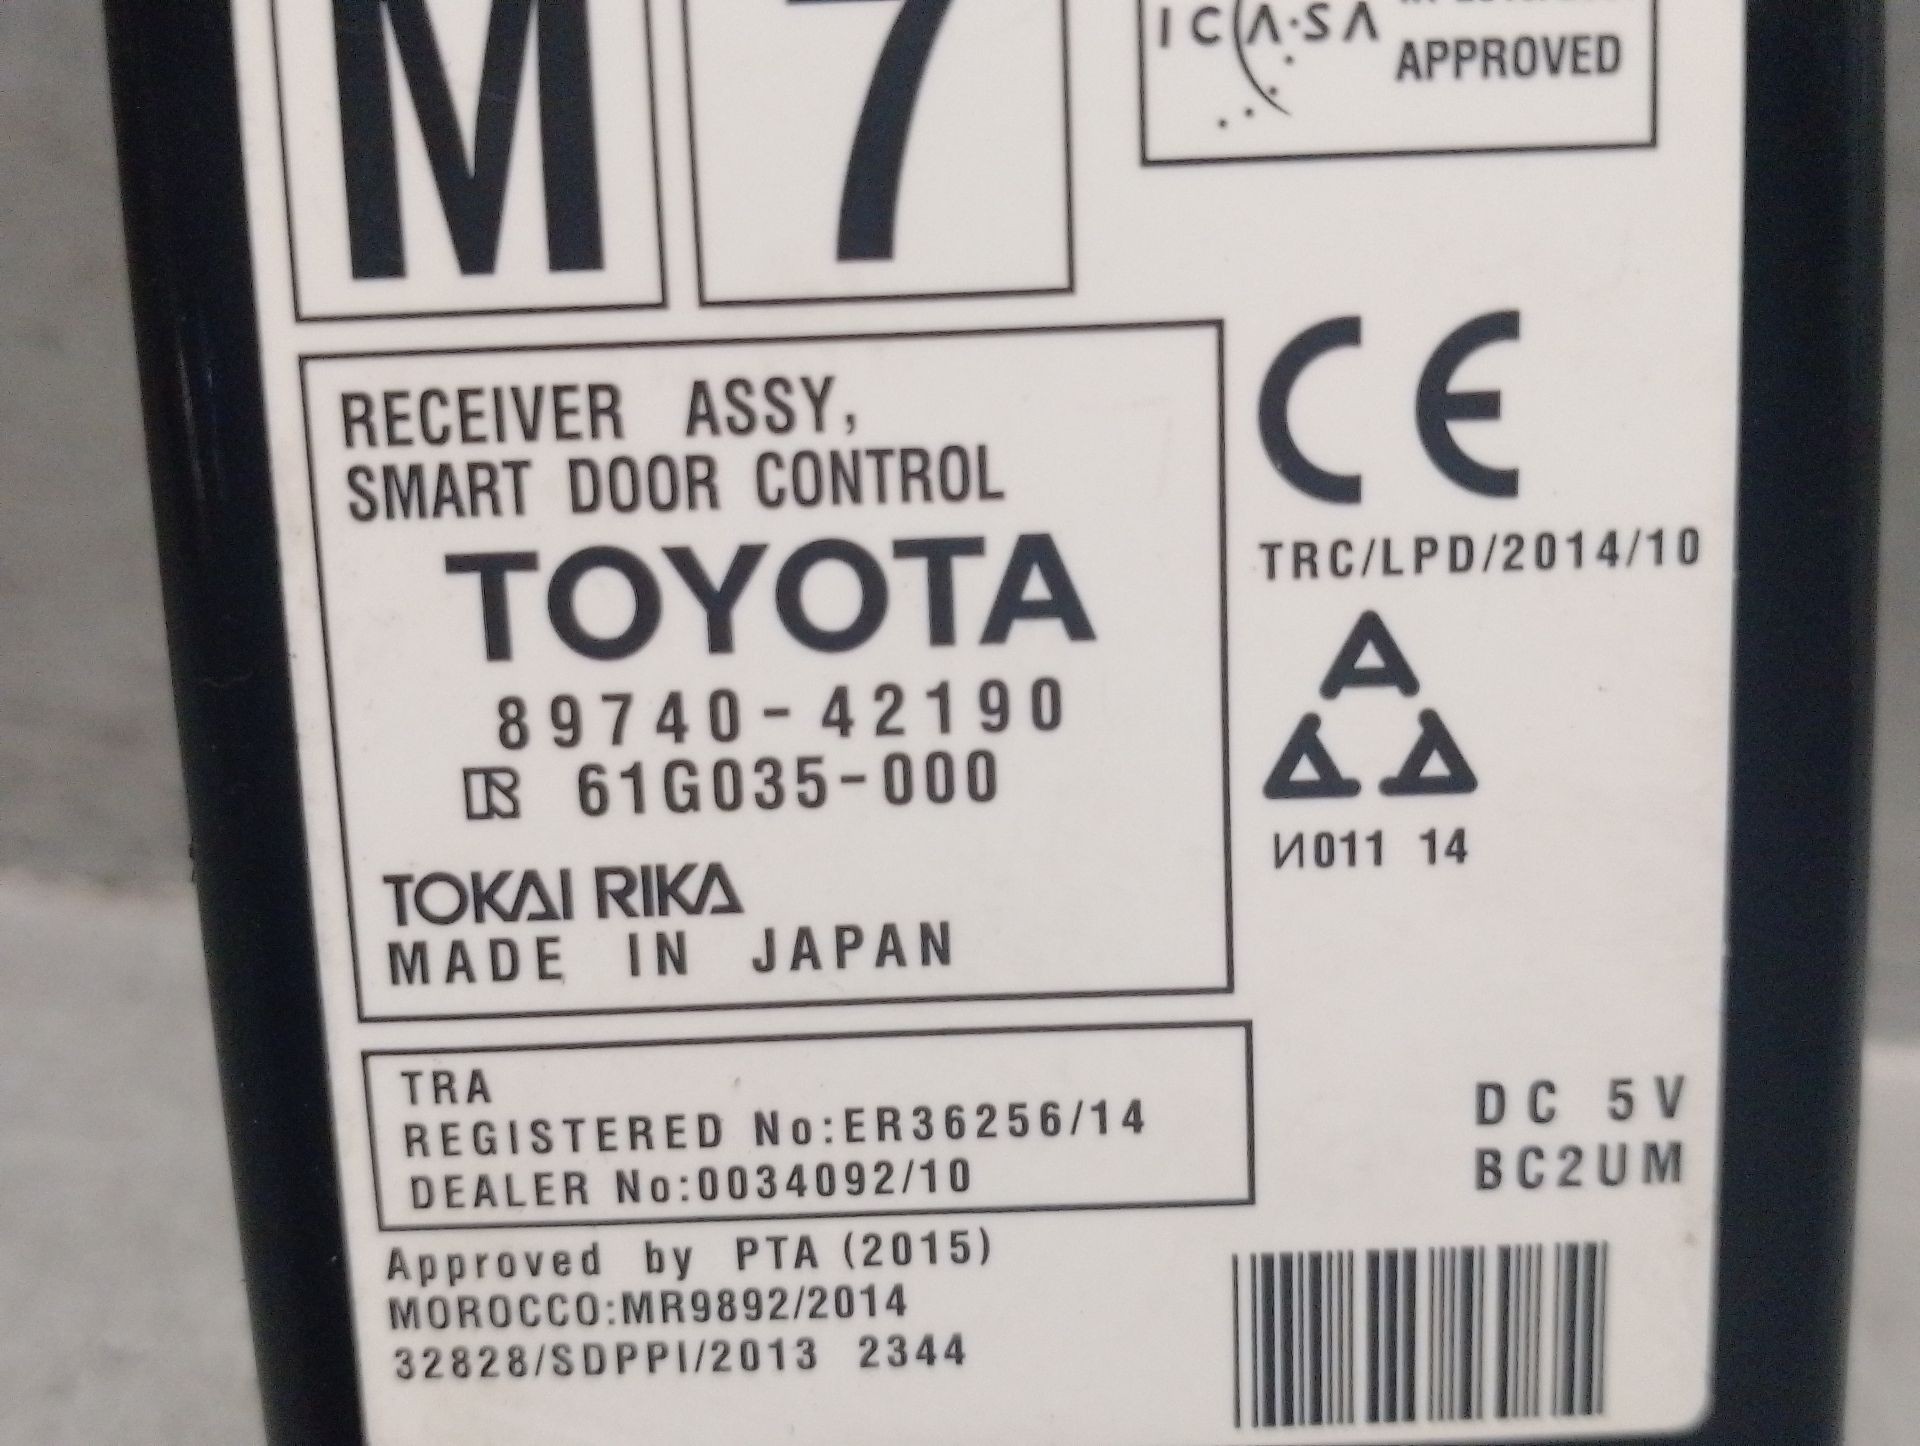 M 7
ICASA
APPROVED
RECEIVER ASSY,
SMART DOOR CONTROL
TOYOTA
89740-42190
61G035-000
TOKAI RIKA
MADE IN JAPAN
CE
TRC/LPD/2014/10
И011 14
TRA
REGISTERED No:ER36256/14
DEALER No:0034092/10
DC 5V
BC2UM
Approved by PTA (2015)
MOROCCO:MR9892/2014
32828/SDPPI/2013 2344